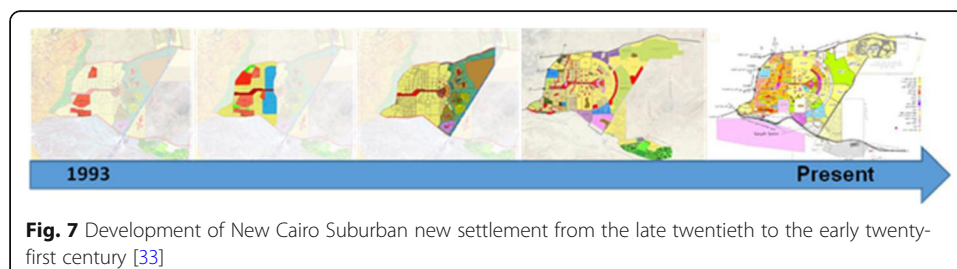 1993
Present
Fig. 7 Development of New Cairo Suburban new settlement from the late twentieth to the early twenty-
first century [33]